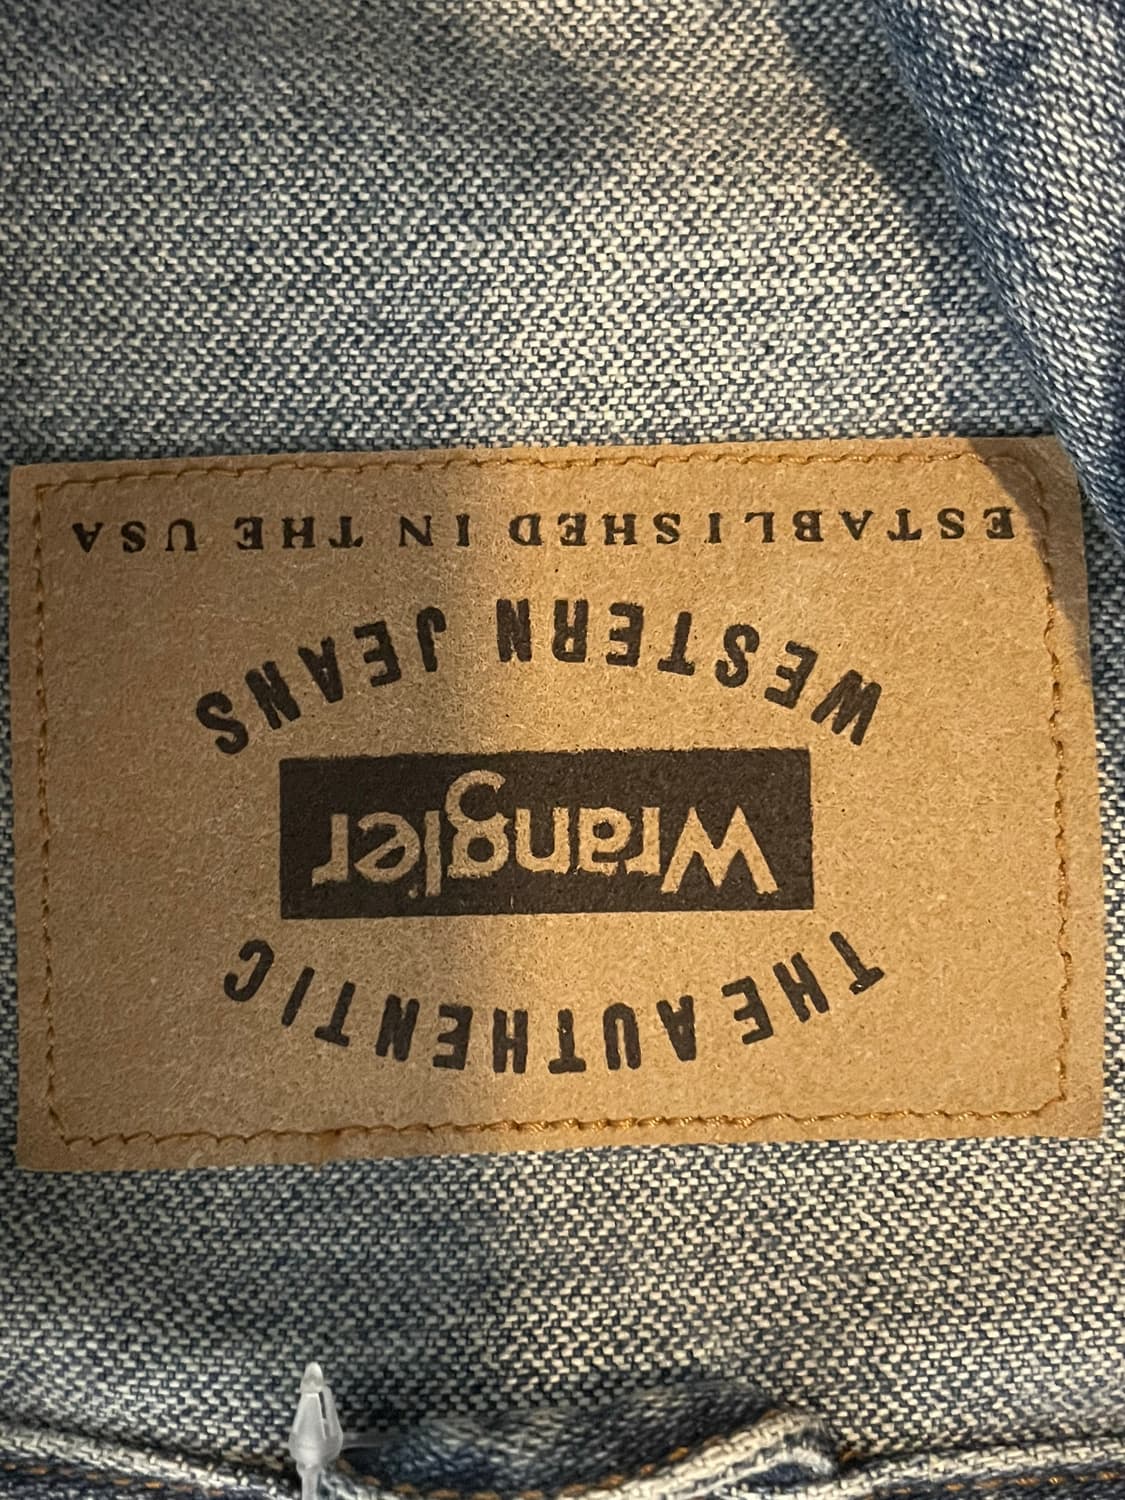 THE AUTHENTIC
Wrangler
WESTERN JEANS
ESTABLISHED IN THE USA